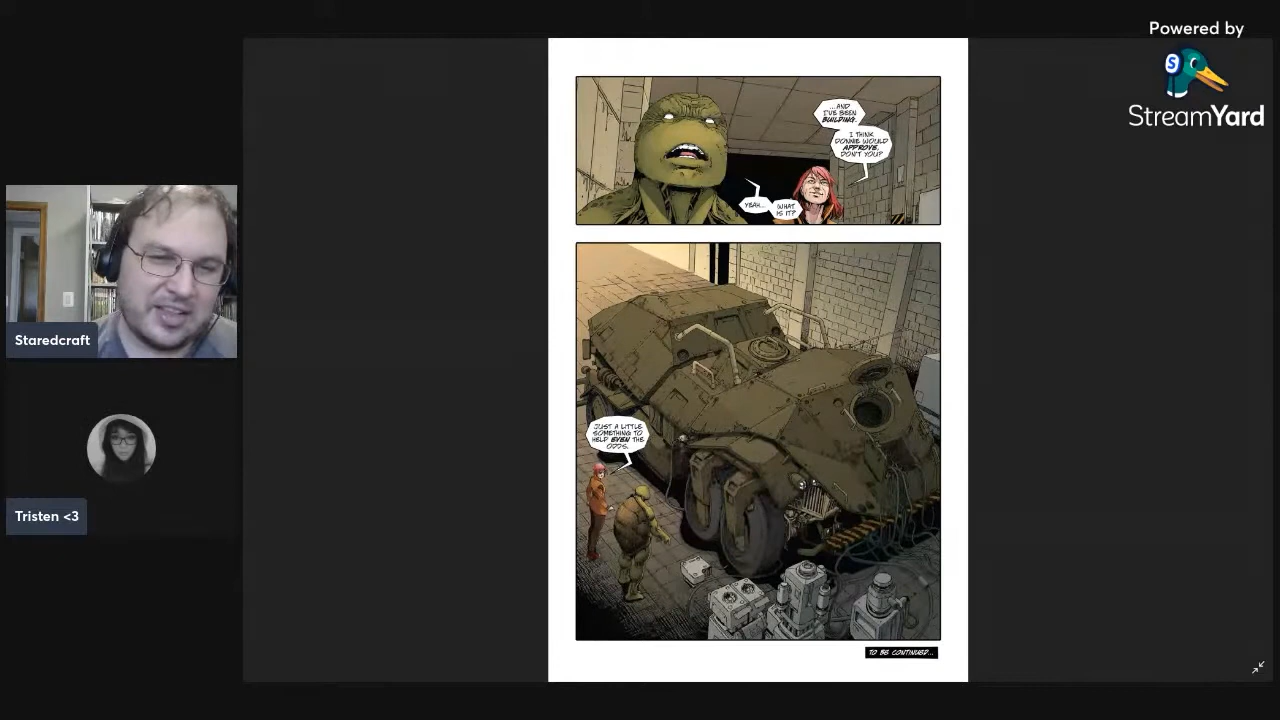 Powered by
S
StreamYard
...AND
I'VE BEEN
BUILDING.
I THINK
DONNIE WOULD
APPROVE,
DON'T YOU?
YEAH...
WHAT
IS IT?
Staredcraft
JUST A LITTLE
SOMETHING TO
HELP EVEN THE
ODDS.
Tristen <3
TO BE CONTINUED...